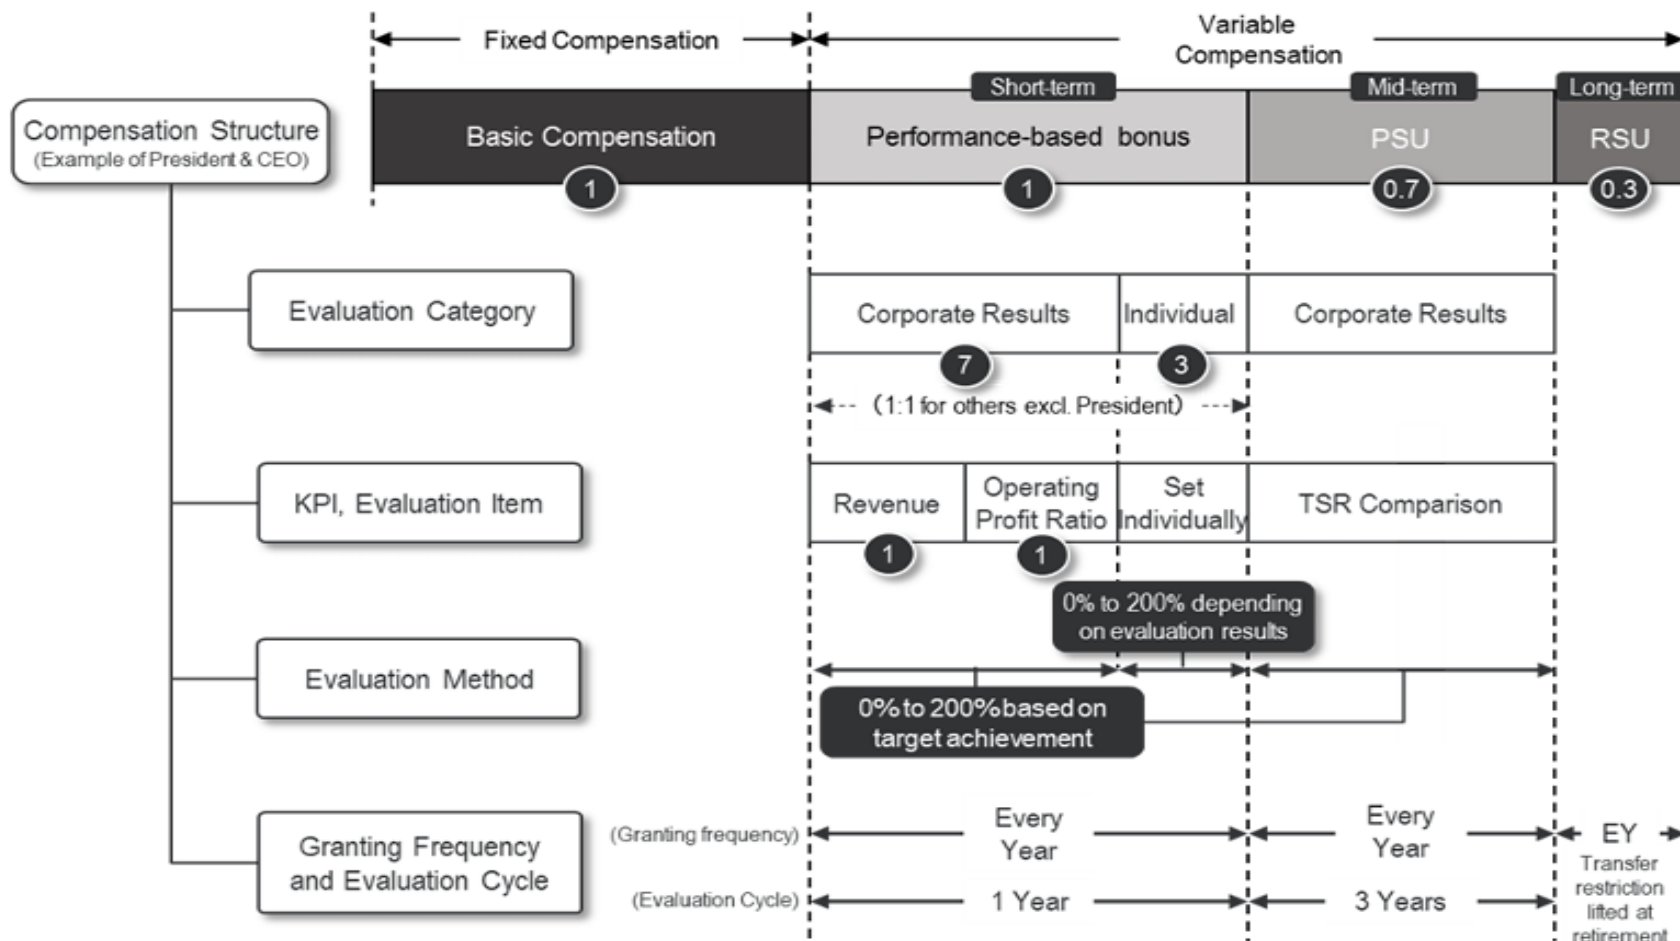 Fixed Compensation
Variable
Compensation
Short-term
Mid-term
Long-term
Compensation Structure
(Example of President & CEO)
Basic Compensation
Performance-based bonus
PSU
RSU
1
1
0.7
0.3
Evaluation Category
Corporate Results
Individual
Corporate Results
7
3
(1:1 for others excl. President)
KPI, Evaluation Item
Revenue
Operating
Profit Ratio
Set
Individually
TSR Comparison
1
1
0% to 200% depending
on evaluation results
Evaluation Method
0% to 200% based on
target achievement
Granting Frequency
and Evaluation Cycle
(Granting frequency)
Every
Year
Every
Year
EY
Transfer
restriction
lifted at
retirement
(Evaluation Cycle)
1 Year
3 Years